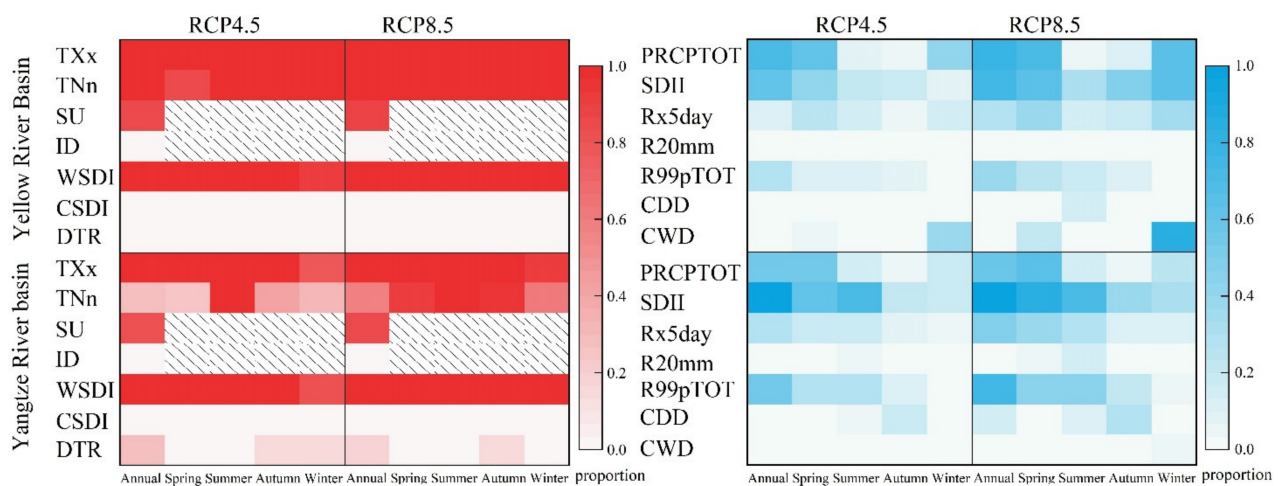 RCP4.5 RCP8.5
Yellow River Basin
TXx
TNn
SU
ID
WSDI
CSDI
DTR
Yangtze River basin
TXx
TNn
SU
ID
WSDI
CSDI
DTR
Annual Spring Summer Autumn Winter Annual Spring Summer Autumn Winter proportion
1.0
0.8
0.6
0.4
0.2
0.0
RCP4.5 RCP8.5
PRCPTOT
SDII
Rx5day
R20mm
R99pTOT
CDD
CWD
PRCPTOT
SDII
Rx5day
R20mm
R99pTOT
CDD
CWD
Annual Spring Summer Autumn Winter Annual Spring Summer Autumn Winter proportion
1.0
0.8
0.6
0.4
0.2
0.0